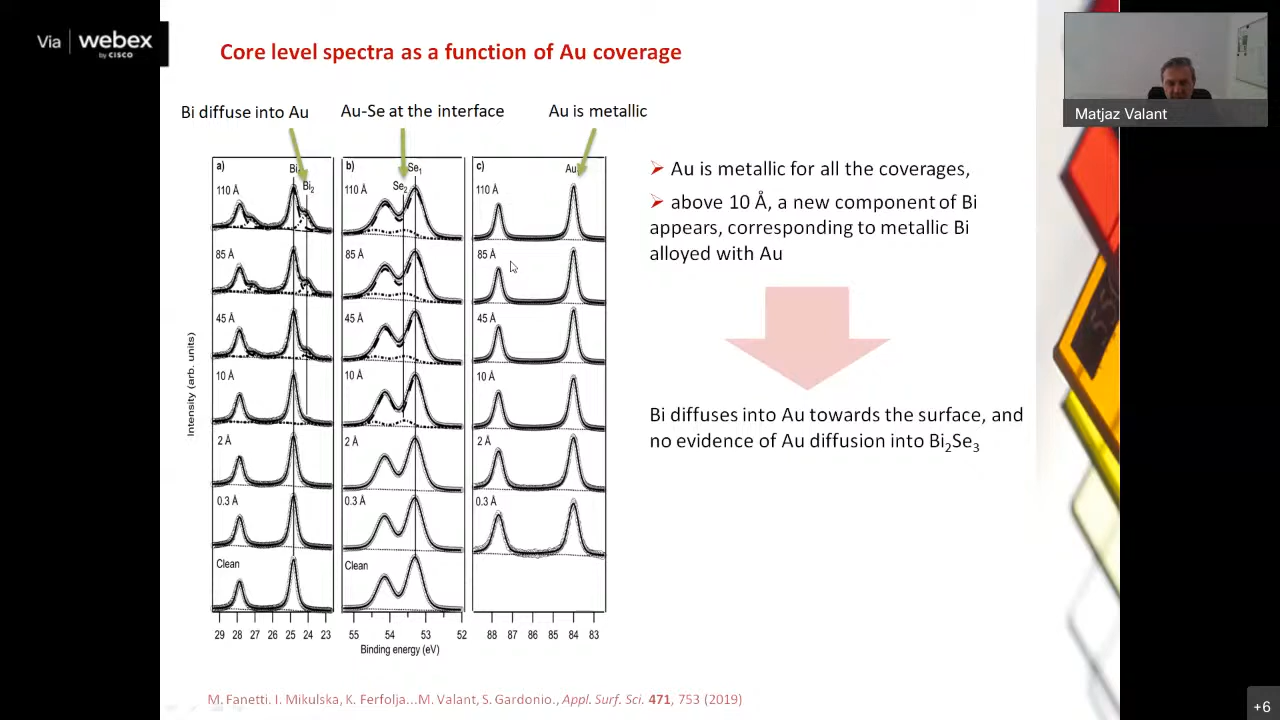 Via webex
by CISCO
Core level spectra as a function of Au coverage
Matjaz Valant
Bi diffuse into Au
Au-Se at the interface
Au is metallic
a)
Bi
Bi2
110 Å
85 Å
45 Å
10 Å
2 Å
0.3 Å
Clean
b)
Se1
Se2
110 Å
85 Å
45 Å
10 Å
2 Å
0.3 Å
Clean
c)
Au
110 Å
85 Å
45 Å
10 Å
2 Å
0.3 Å
Intensity (arb. units)
29 28 27 26 25 24 23
55 54 53 52
88 87 86 85 84 83
Binding energy (eV)
Au is metallic for all the coverages,
above 10 Å, a new component of Bi
appears, corresponding to metallic Bi
alloyed with Au
Bi diffuses into Au towards the surface, and
no evidence of Au diffusion into Bi2Se3
M. Fanetti. I. Mikulska, K. Ferfolja...M. Valant, S. Gardonio., Appl. Surf. Sci. 471, 753 (2019)
+6